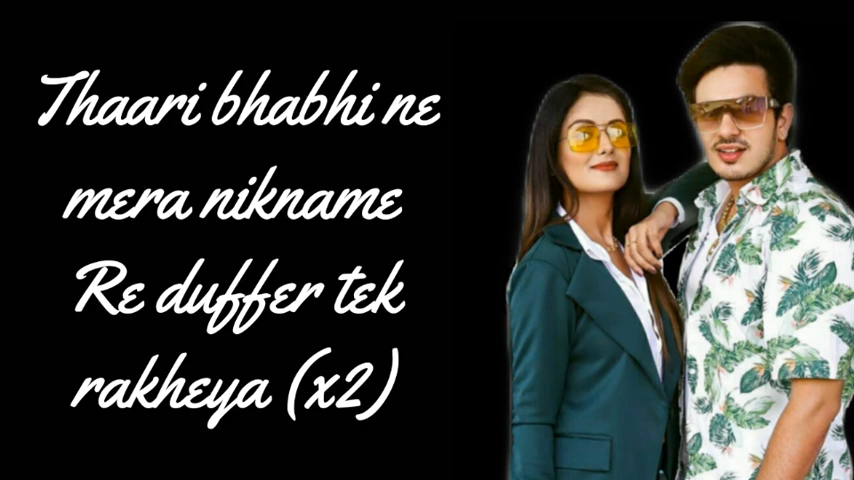 Thaari bhabhi ne
mera nikname
Re duffer tek
rakheya (x2)